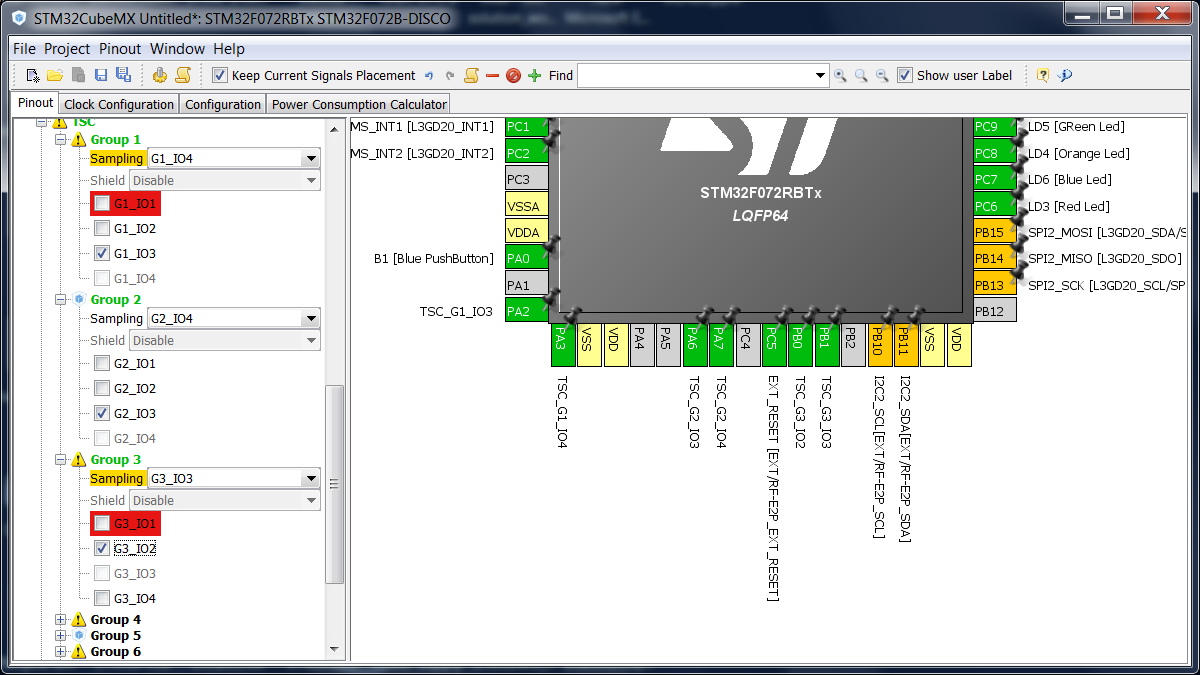 STM32CubeMX Untitled*: STM32F072RBTx STM32F072B-DISCO
File Project Pinout Window Help
Keep Current Signals Placement Find Show user Label
Pinout Clock Configuration Configuration Power Consumption Calculator
TSC
Group 1
Sampling G1_IO4
Shield Disable
G1_IO1
G1_IO2
G1_IO3
G1_IO4
Group 2
Sampling G2_IO4
Shield Disable
G2_IO1
G2_IO2
G2_IO3
G2_IO4
Group 3
Sampling G3_IO3
Shield Disable
G3_IO1
G3_IO2
G3_IO3
G3_IO4
Group 4
Group 5
Group 6
MS_INT1 [L3GD20_INT1] PC1
MS_INT2 [L3GD20_INT2] PC2
PC3
VSSA
VDDA
B1 [Blue PushButton] PA0
PA1
TSC_G1_IO3 PA2
STM32F072RBTx
LQFP64
PC9 LD5 [GReen Led]
PC8 LD4 [Orange Led]
PC7 LD6 [Blue Led]
PC6 LD3 [Red Led]
PB15 SPI2_MOSI [L3GD20_SDA/S
PB14 SPI2_MISO [L3GD20_SDO]
PB13 SPI2_SCK [L3GD20_SCL/SP
PB12
PA3 VSS VDD PA4 PA5 PA6 PA7 PC4 PC5 PB0 PB1 PB2 PB10 PB11 VSS VDD
TSC_G1_IO4
TSC_G2_IO3
TSC_G2_IO4
EXT_RESET [EXT/RF-E2P_EXT_RESET]
TSC_G3_IO2
TSC_G3_IO3
I2C2_SCL[EXT/RF-E2P_SCL]
I2C2_SDA[EXT/RF-E2P_SDA]